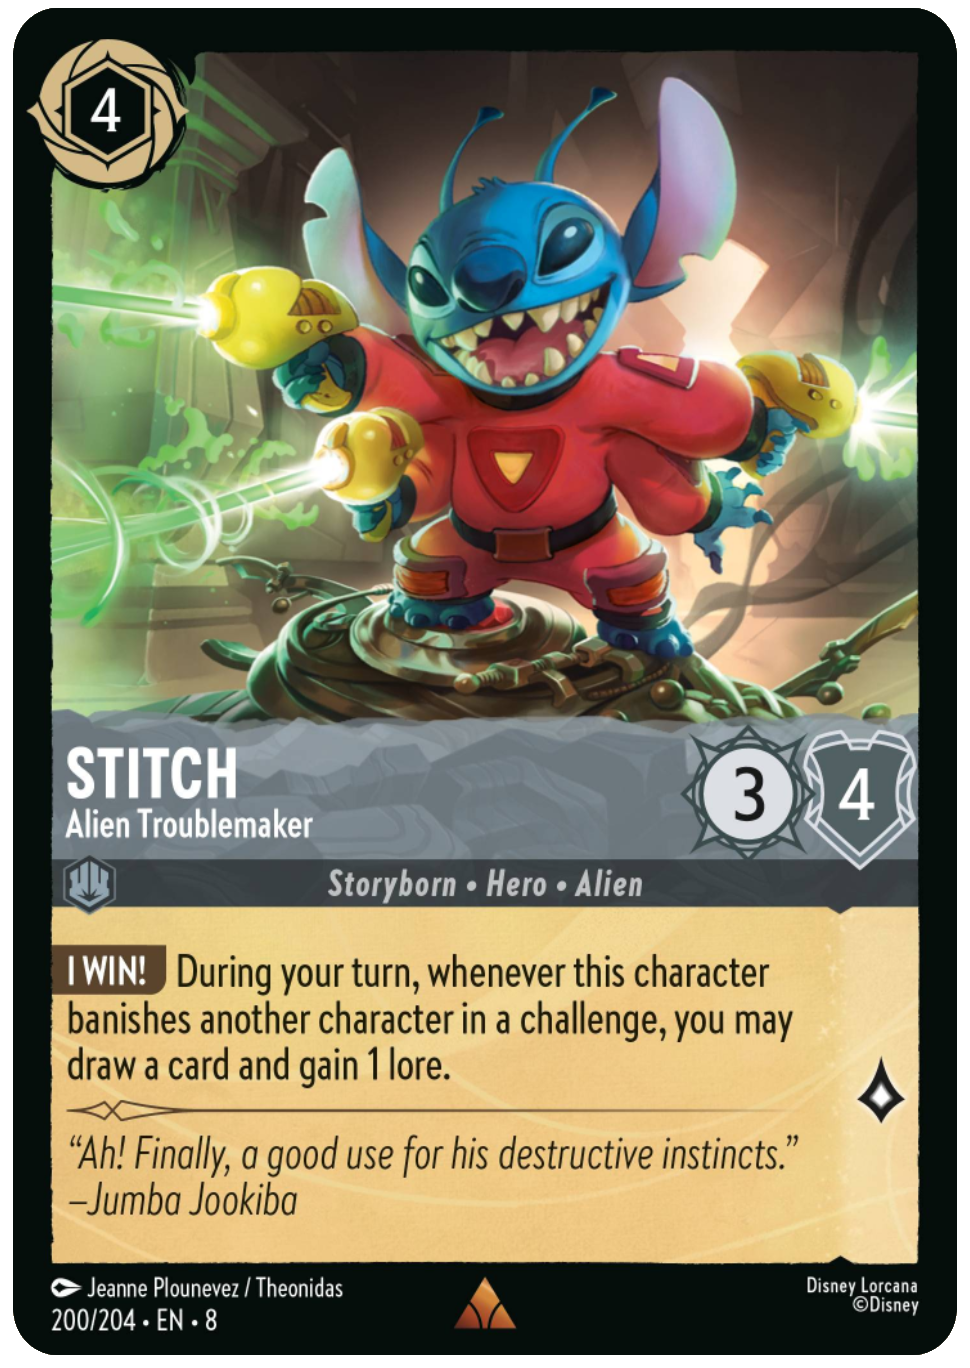 4
STITCH
Alien Troublemaker
3
4
Storyborn • Hero • Alien
I WIN! During your turn, whenever this character
banishes another character in a challenge, you may
draw a card and gain 1 lore.
“Ah! Finally, a good use for his destructive instincts.”
–Jumba Jookiba
Jeanne Plounevez / Theonidas
200/204 • EN • 8
Disney Lorcana
©Disney